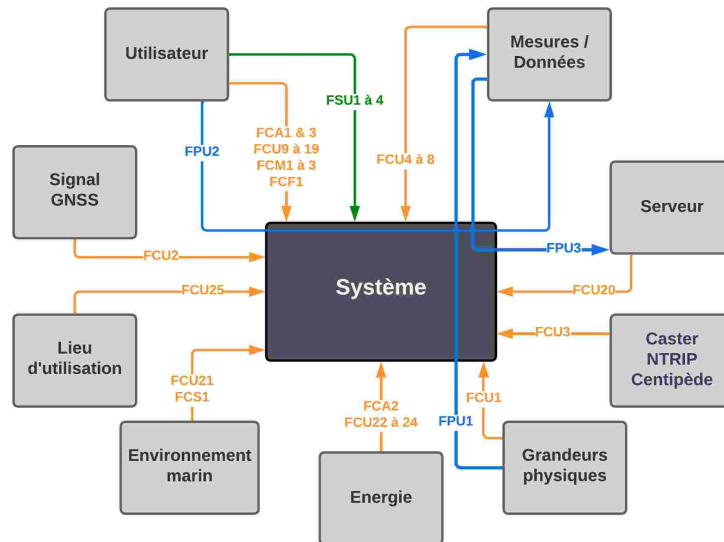 Utilisateur
Mesures /
Données
FSU1 à 4
FCA1 & 3
FCU9 à 19
FCM1 à 3
FCF1
FPU2
FCU4 à 8
Signal
GNSS
Serveur
FCU2
FPU3
Système
FCU25
FCU20
Lieu
d'utilisation
FCU3
Caster
NTRIP
Centipède
FCU21
FCS1
FCA2
FCU22 à 24
FCU1
FPU1
Environnement
marin
Energie
Grandeurs
physiques